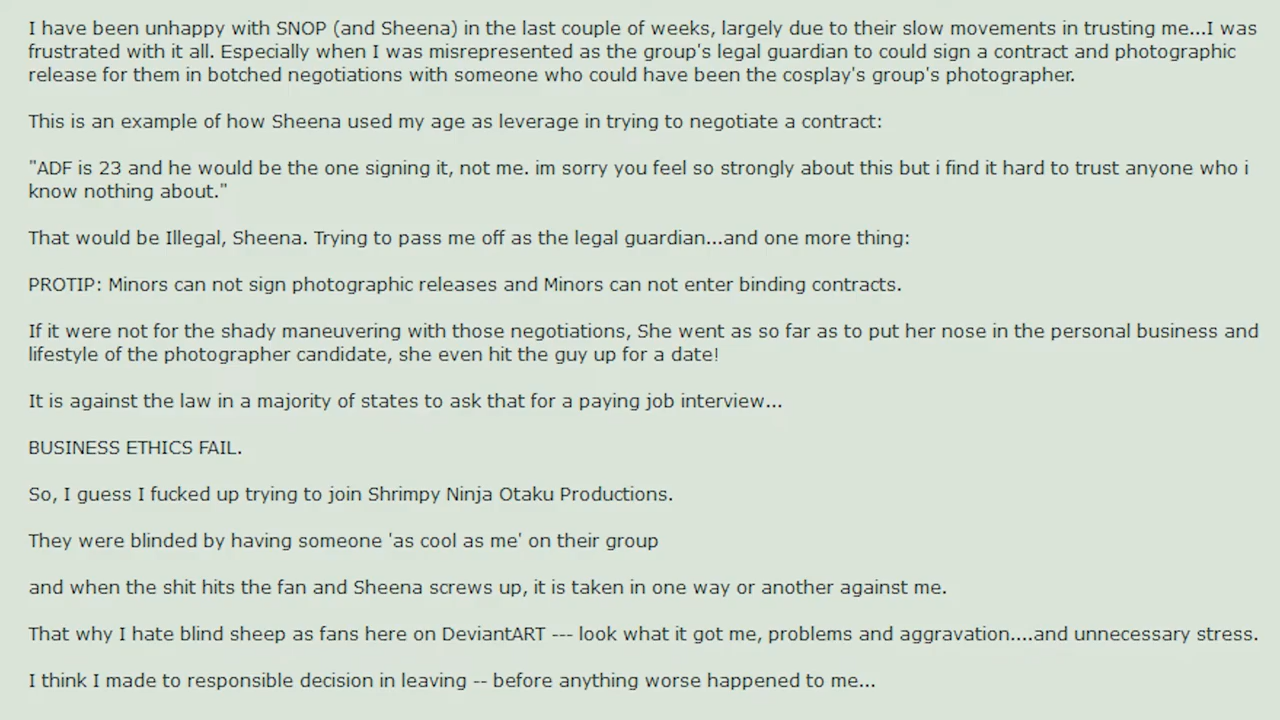 I have been unhappy with SNOP (and Sheena) in the last couple of weeks, largely due to their slow movements in trusting me...I was
frustrated with it all. Especially when I was misrepresented as the group's legal guardian to could sign a contract and photographic
release for them in botched negotiations with someone who could have been the cosplay's group's photographer.
This is an example of how Sheena used my age as leverage in trying to negotiate a contract:
"ADF is 23 and he would be the one signing it, not me. im sorry you feel so strongly about this but i find it hard to trust anyone who i
know nothing about."
That would be Illegal, Sheena. Trying to pass me off as the legal guardian...and one more thing:
PROTIP: Minors can not sign photographic releases and Minors can not enter binding contracts.
If it were not for the shady maneuvering with those negotiations, She went as so far as to put her nose in the personal business and
lifestyle of the photographer candidate, she even hit the guy up for a date!
It is against the law in a majority of states to ask that for a paying job interview...
BUSINESS ETHICS FAIL.
So, I guess I fucked up trying to join Shrimpy Ninja Otaku Productions.
They were blinded by having someone 'as cool as me' on their group
and when the shit hits the fan and Sheena screws up, it is taken in one way or another against me.
That why I hate blind sheep as fans here on DeviantART --- look what it got me, problems and aggravation....and unnecessary stress.
I think I made to responsible decision in leaving -- before anything worse happened to me...